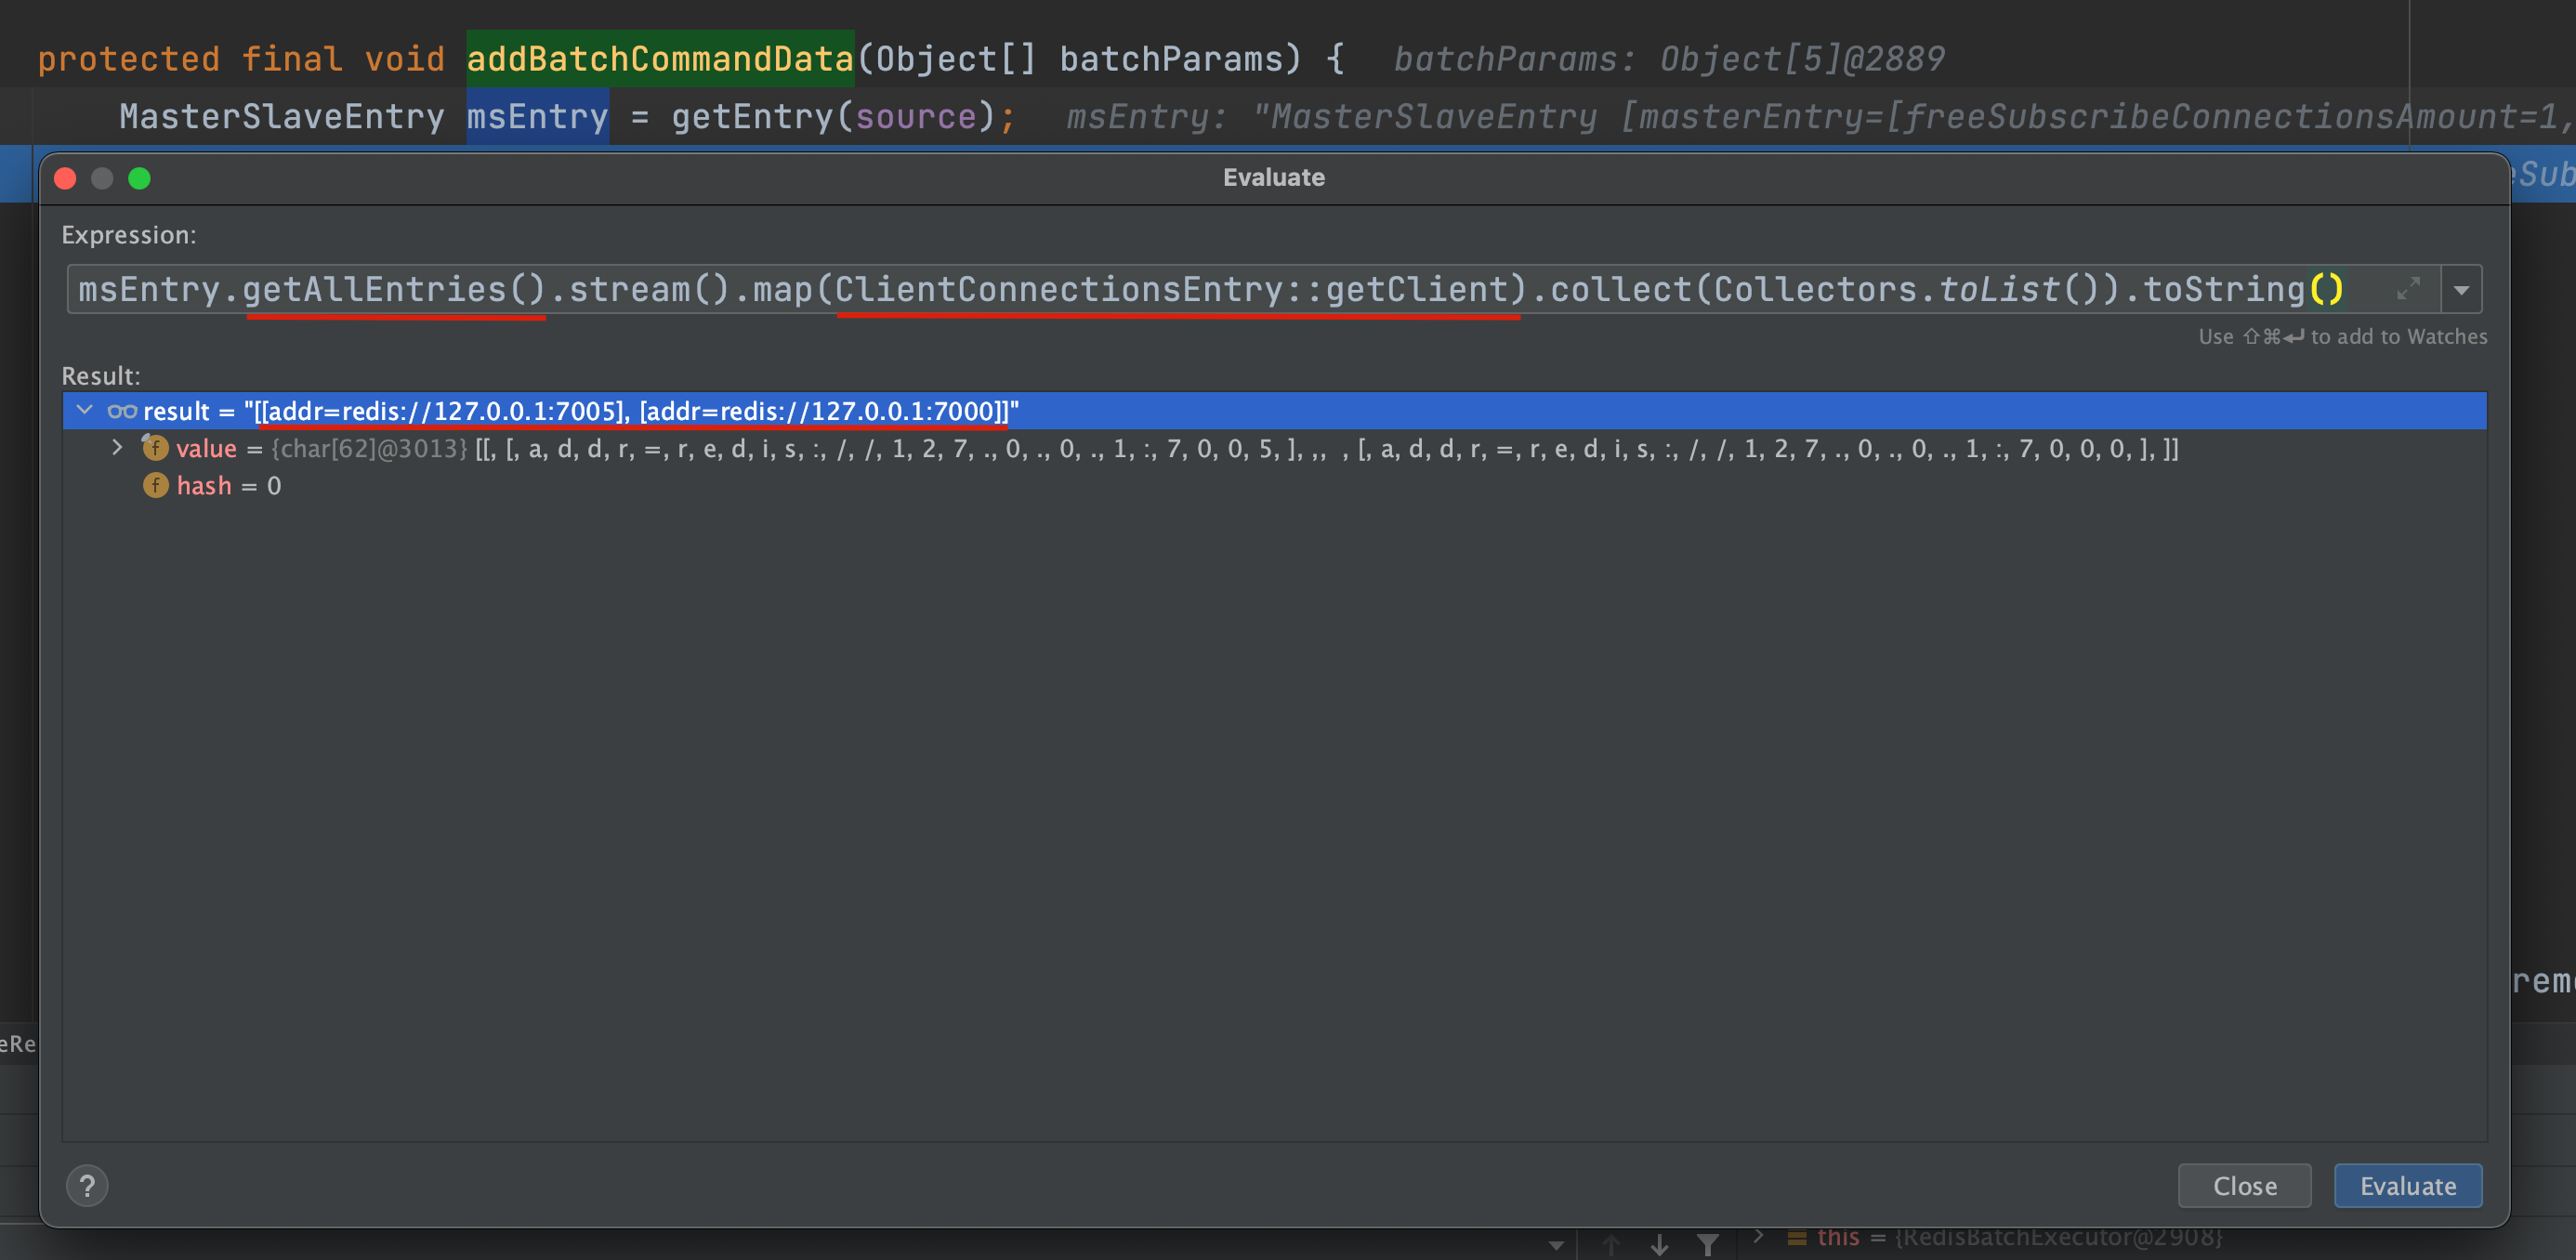 protected final void addBatchCommandData(Object[] batchParams) { batchParams: Object[5]@2889
MasterSlaveEntry msEntry = getEntry(source); msEntry: "MasterSlaveEntry [masterEntry=[freeSubscribeConnectionsAmount=1,
eSub
Evaluate
Expression:
msEntry.getAllEntries().stream().map(ClientConnectionsEntry::getClient).collect(Collectors.toList()).toString()
Use ⇧⌘↩ to add to Watches
Result:
result = "[[addr=redis://127.0.0.1:7005], [addr=redis://127.0.0.1:7000]]"
f value = {char[62]@3013} [[, [, a, d, d, r, =, r, e, d, i, s, :, /, /, 1, 2, 7, ., 0, ., 0, ., 1, :, 7, 0, 0, 5, ], ,,  , [, a, d, d, r, =, r, e, d, i, s, :, /, /, 1, 2, 7, ., 0, ., 0, ., 1, :, 7, 0, 0, 0, ], ]]
f hash = 0
rem
eRe
? Close Evaluate
this = {RedisBatchExecutor@2908}